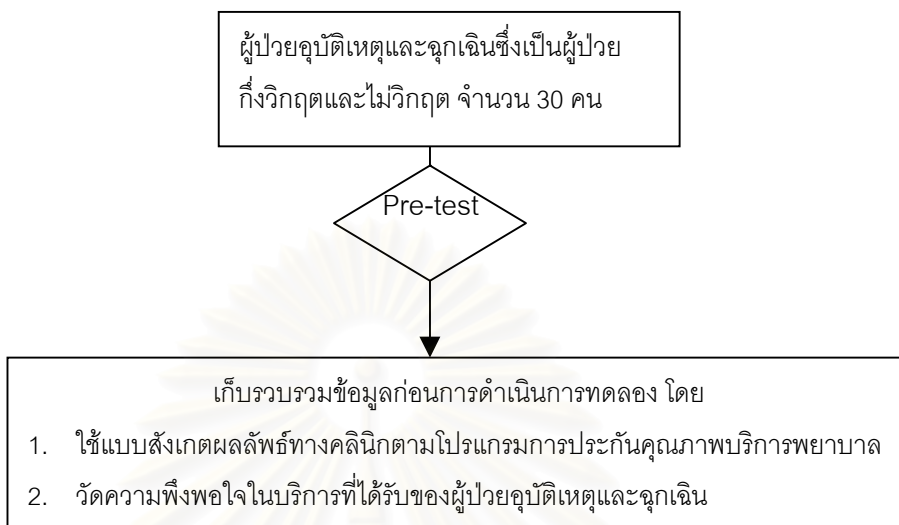 ผู้ป่วยอุบัติเหตุและฉุกเฉินซึ่งเป็นผู้ป่วย
กึ่งวิกฤตและไม่วิกฤต จำนวน 30 คน
Pre-test
เก็บรวบรวมข้อมูลก่อนการดำเนินการทดลอง โดย
1. ใช้แบบสังเกตผลลัพธ์ทางคลินิกตามโปรแกรมการประกันคุณภาพบริการพยาบาล
2. วัดความพึงพอใจในบริการที่ได้รับของผู้ป่วยอุบัติเหตุและฉุกเฉิน